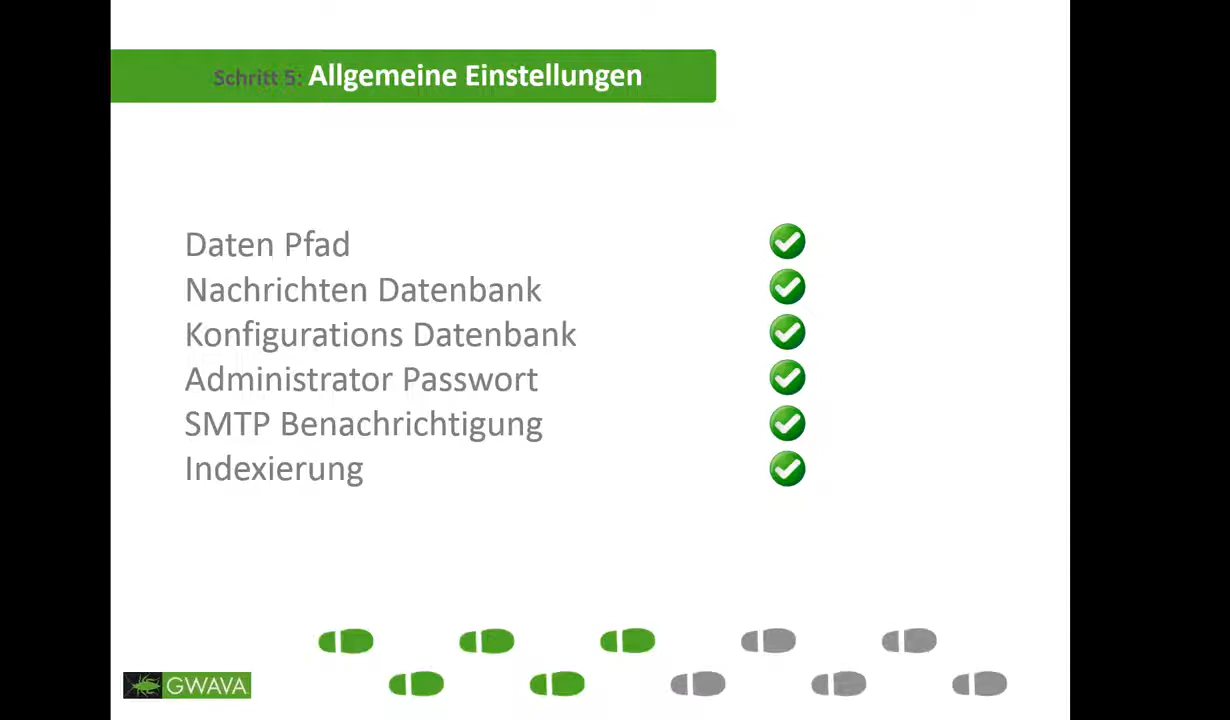 Schritt 5: Allgemeine Einstellungen
Daten Pfad
Nachrichten Datenbank
Konfigurations Datenbank
Administrator Passwort
SMTP Benachrichtigung
Indexierung
GWAVA